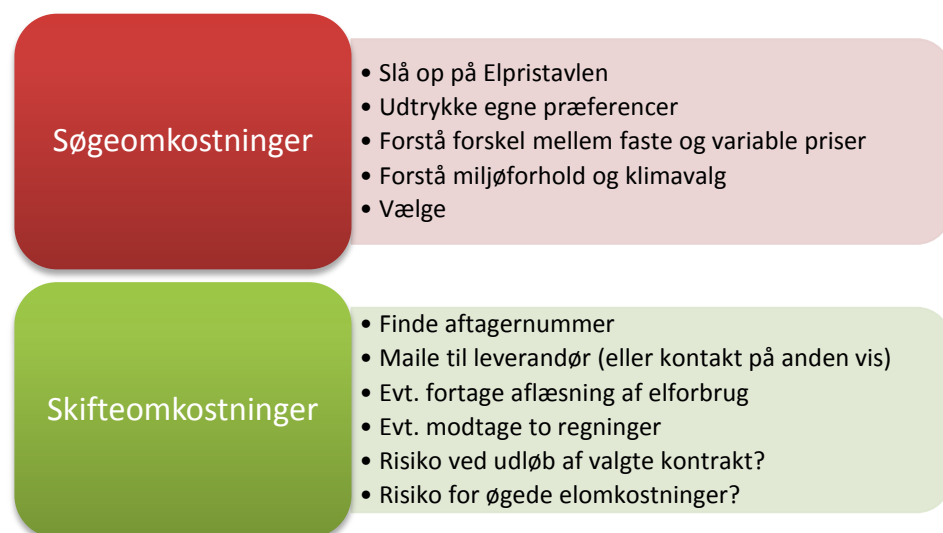 Søgeomkostninger
• Slå op på Elpristavlen
• Udtrykke egne præferencer
• Forstå forskel mellem faste og variable priser
• Forstå miljøforhold og klimavalg
• Vælge
Skifteomkostninger
• Finde aftagernummer
• Maile til leverandør (eller kontakt på anden vis)
• Evt. fortage aflæsning af elforbrug
• Evt. modtage to regninger
• Risiko ved udløb af valgte kontrakt?
• Risiko for øgede elomkostninger?